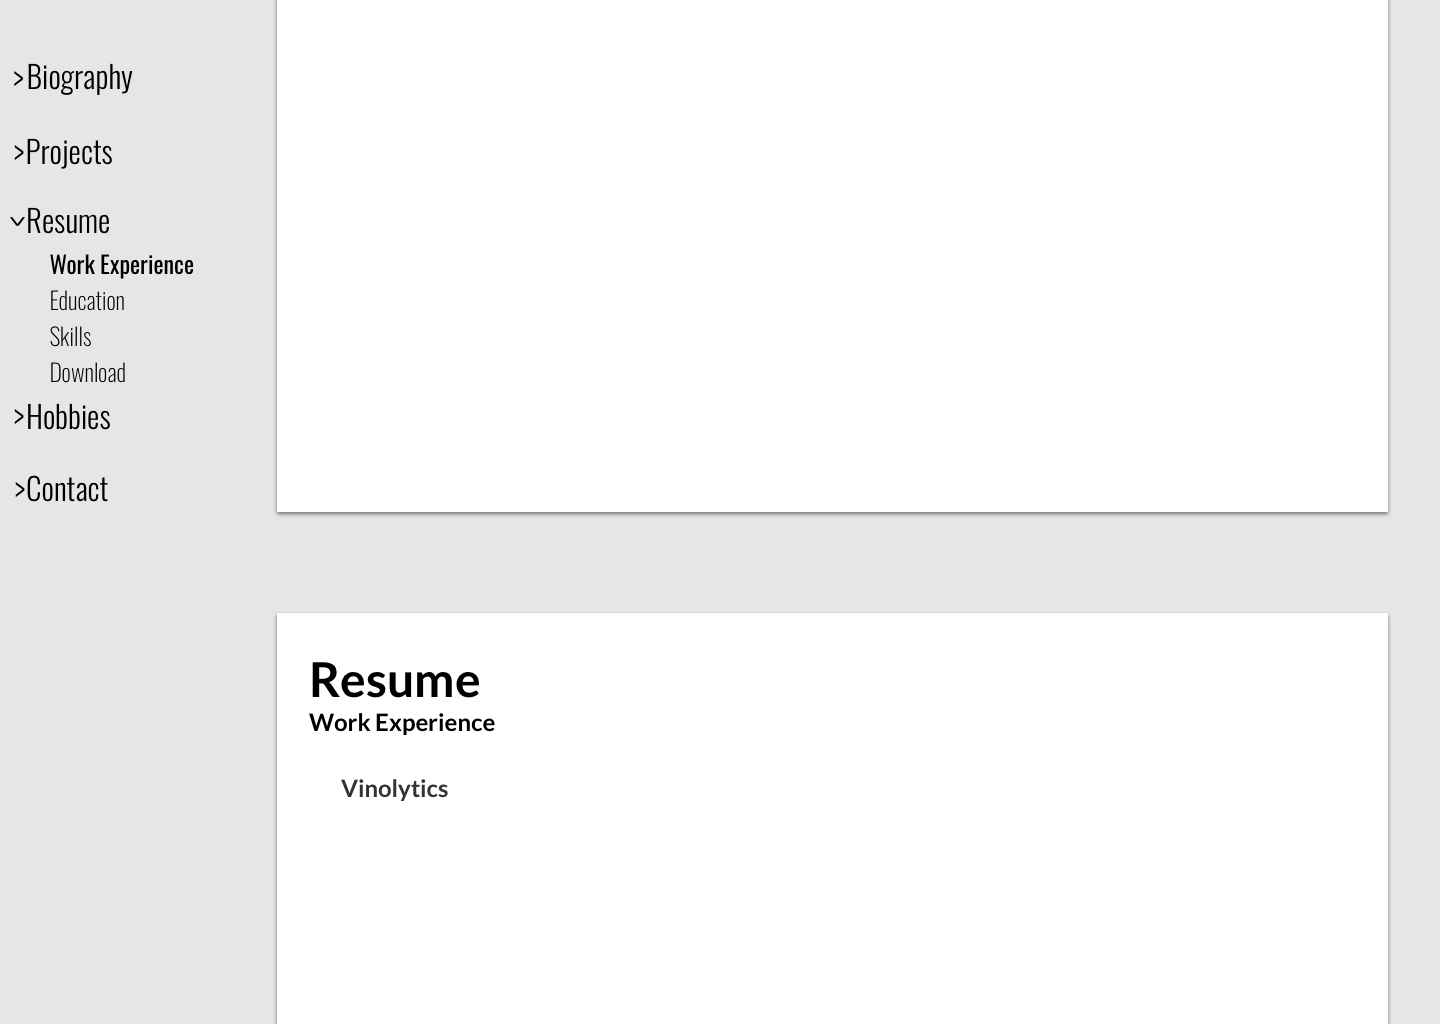 >Biography
>Projects
Resume
Work Experience
Education
Skills
Download
>Hobbies
>Contact
Resume
Work Experience
Vinolytics